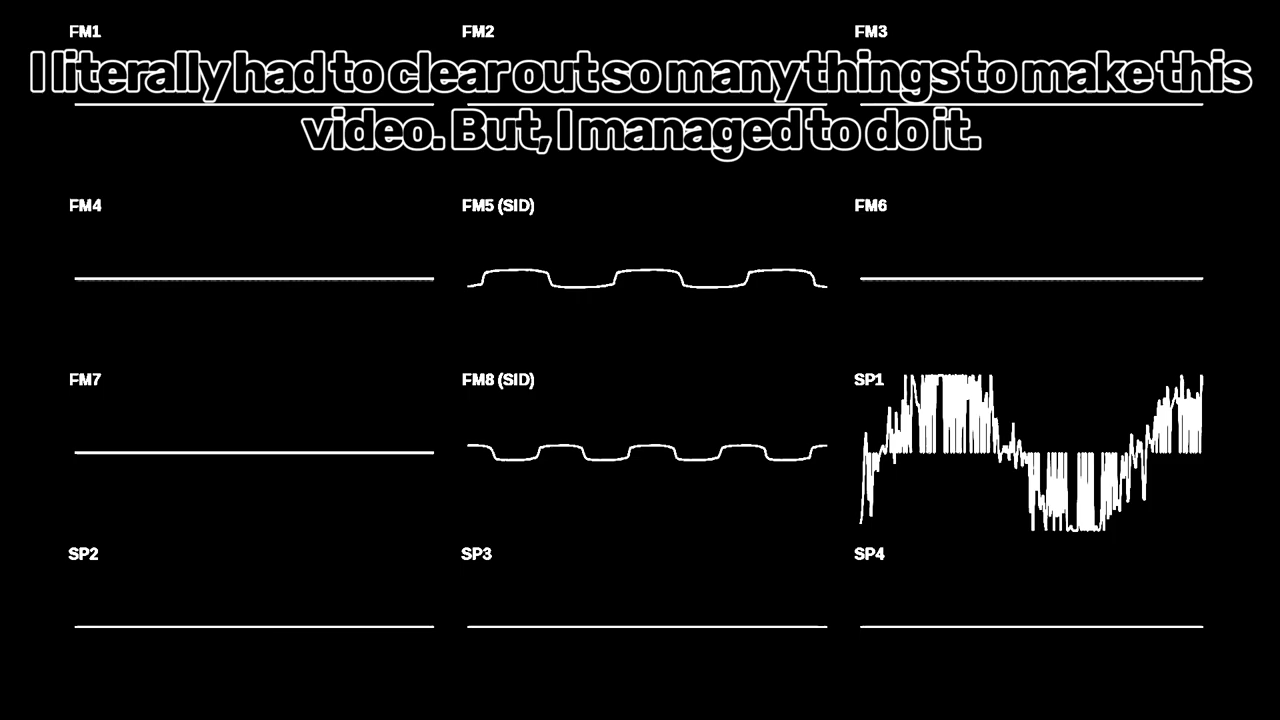 FM1 FM2 FM3
I literally had to clear out so many things to make this
video. But, I managed to do it.
FM4 FM5 (SID) FM6
FM7 FM8 (SID) SP1
SP2 SP3 SP4